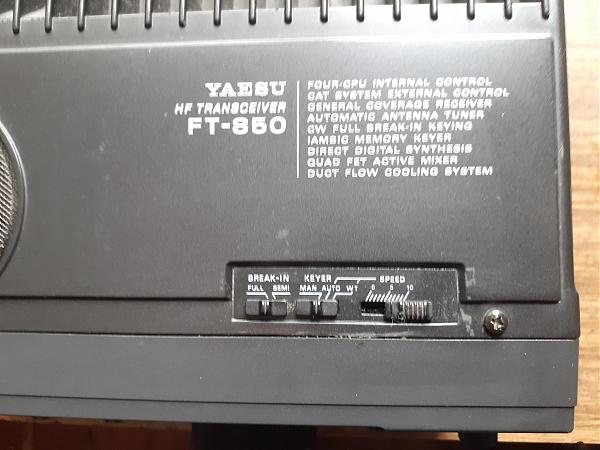 YAESU
HF TRANSCEIVER
FT-850
FOUR-CPU INTERNAL CONTROL
CAT SYSTEM EXTERNAL CONTROL
GENERAL COVERAGE RECEIVER
AUTOMATIC ANTENNA TUNER
CW FULL BREAK-IN KEYING
IAMBIC MEMORY KEYER
DIRECT DIGITAL SYNTHESIS
QUAD FET ACTIVE MIXER
DUCT FLOW COOLING SYSTEM
BREAK-IN KEYER SPEED
FULL SEMI MAN AUTO WT 0 5 10